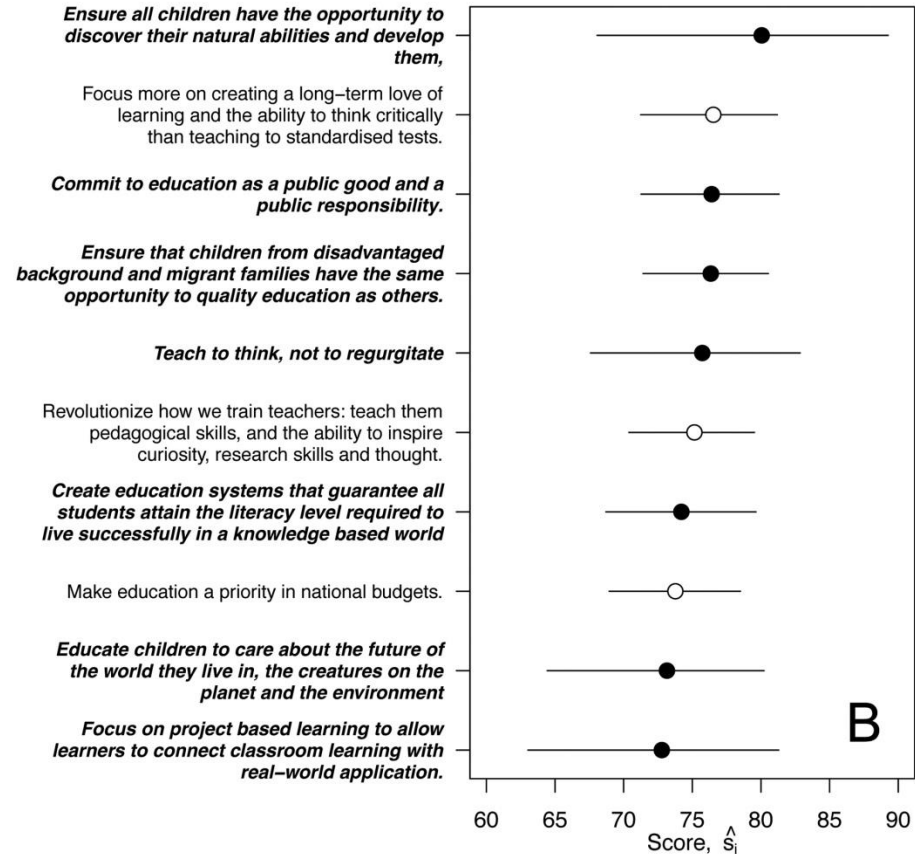 Ensure all children have the opportunity to
discover their natural abilities and develop
them,
Focus more on creating a long−term love of
learning and the ability to think critically
than teaching to standardised tests.
Commit to education as a public good and a
public responsibility.
Ensure that children from disadvantaged
background and migrant families have the same
opportunity to quality education as others.
Teach to think, not to regurgitate
Revolutionize how we train teachers: teach them
pedagogical skills, and the ability to inspire
curiosity, research skills and thought.
Create education systems that guarantee all
students attain the literacy level required to
live successfully in a knowledge based world
Make education a priority in national budgets.
Educate children to care about the future of
the world they live in, the creatures on the
planet and the environment
Focus on project based learning to allow
learners to connect classroom learning with
real−world application.
B
60 65 70 75 80 85 90
Score, ŝi